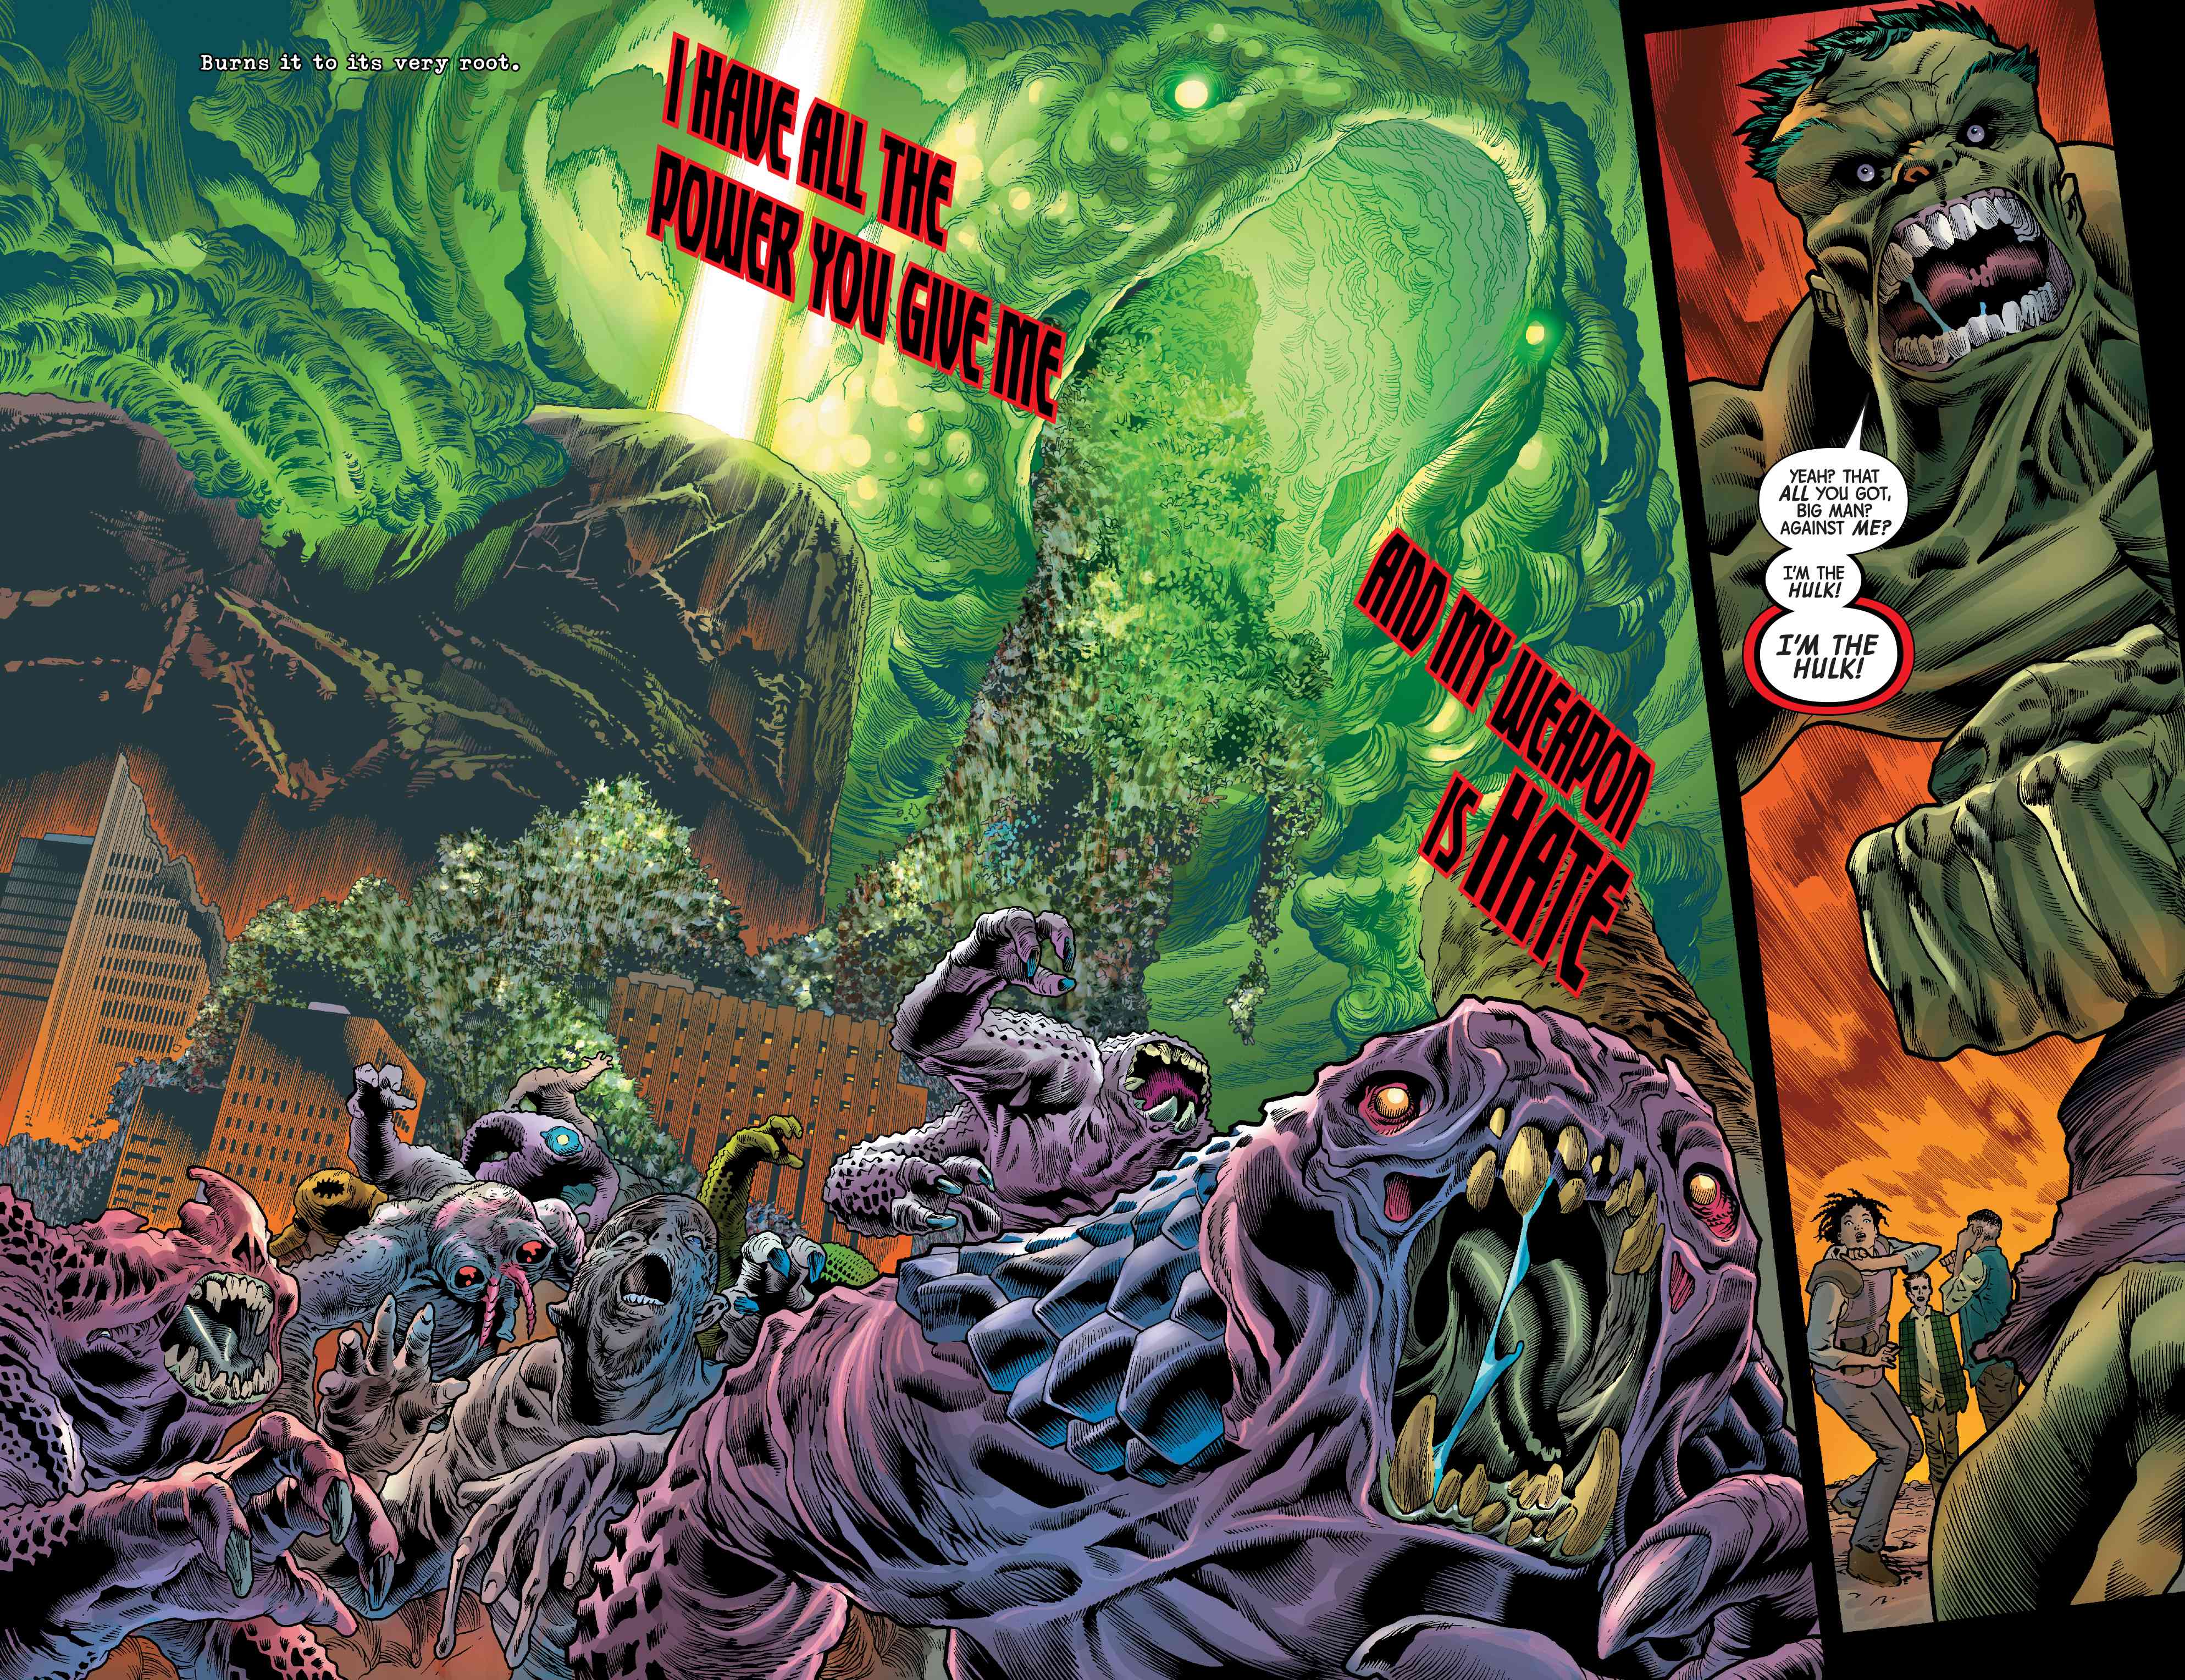 Burns it to its very root.
I HAVE ALL THE
POWER YOU GIVE ME
AND MY WEAPON
IS HATE
YEAH? THAT
ALL YOU GOT,
BIG MAN?
AGAINST ME?
I'M THE
HULK!
I'M THE
HULK!